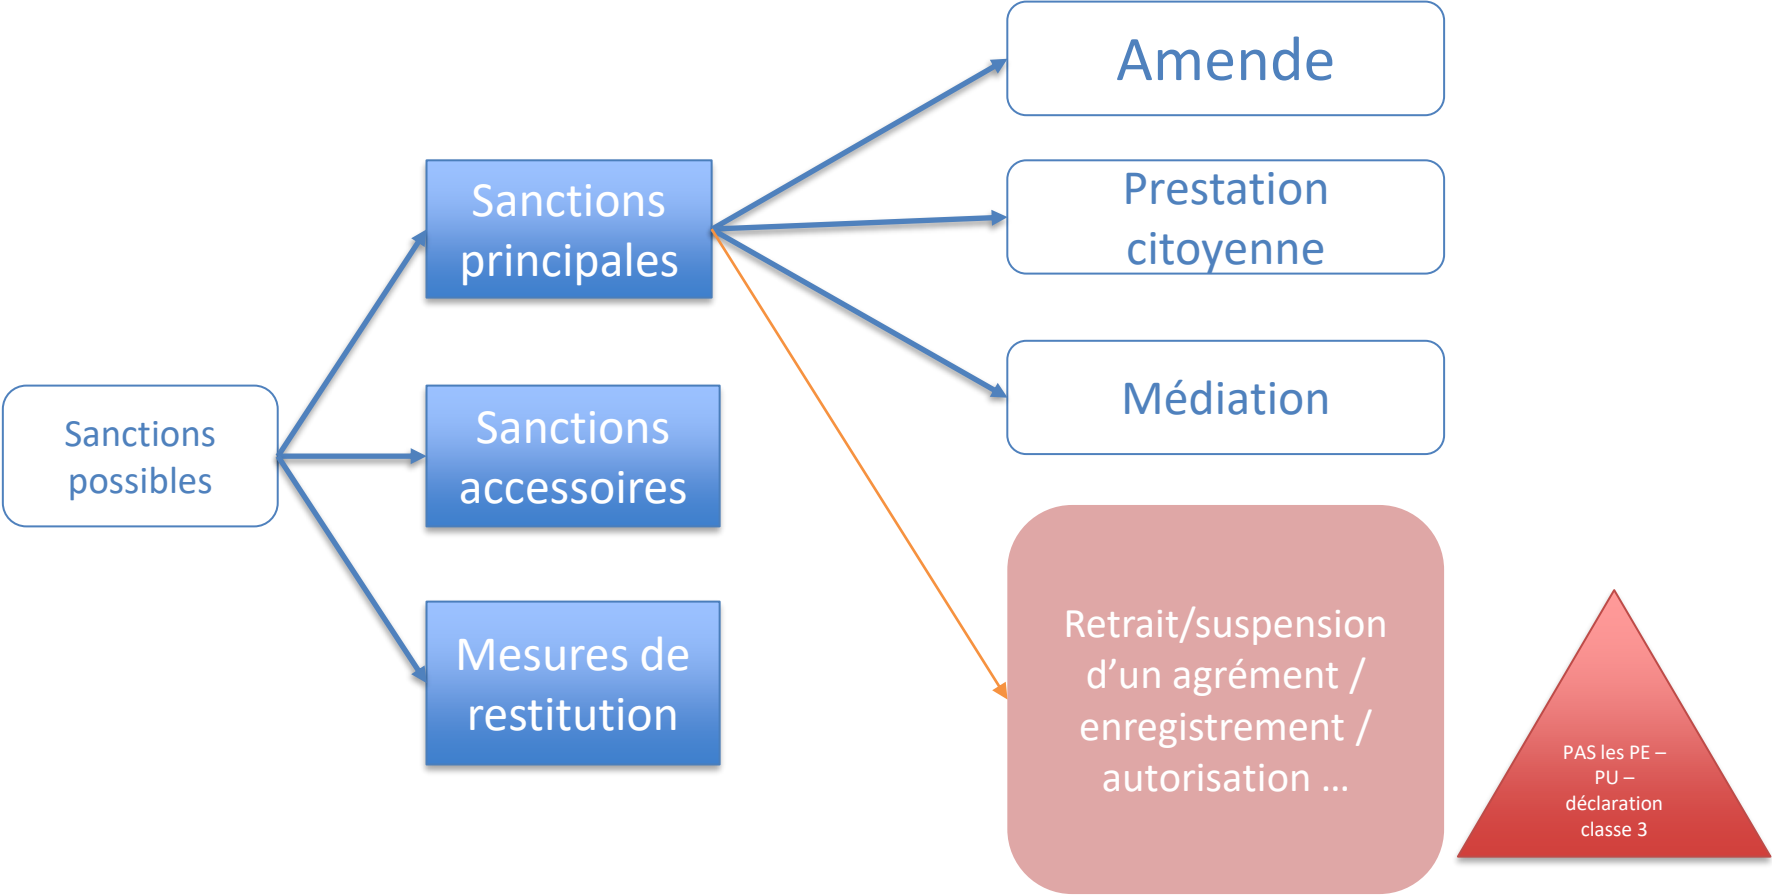 Sanctions
possibles
Sanctions
principales
Sanctions
accessoires
Mesures de
restitution
Amende
Prestation
citoyenne
Médiation
Retrait/suspension
d’un agrément /
enregistrement /
autorisation ...
PAS les PE –
PU –
déclaration
classe 3